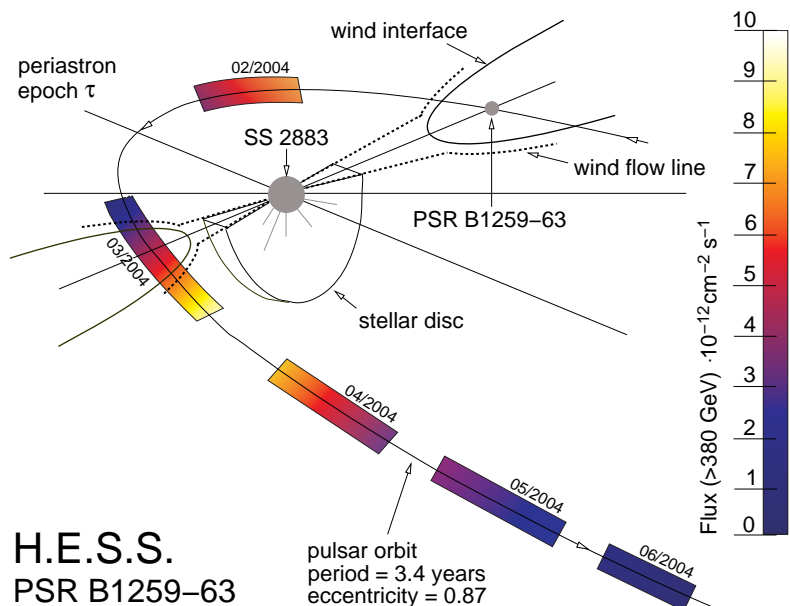 wind interface
periastron
epoch τ
02/2004
SS 2883
wind flow line
PSR B1259−63
03/2004
stellar disc
04/2004
05/2004
06/2004
pulsar orbit
period = 3.4 years
eccentricity = 0.87
H.E.S.S.
PSR B1259−63
10
9
8
7
6
5
4
3
2
1
0
Flux (>380 GeV) ·10−12cm−2 s−1